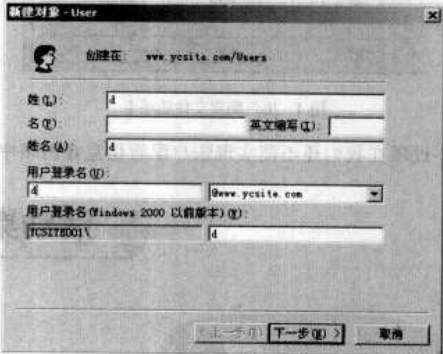 新建对象 - User
创建在: www.ycsite.com/Users
姓(L): d
名(F): 英文缩写(I):
姓名(A): d
用户登录名(U):
d @www.ycsite.com
用户登录名(Windows 2000 以前版本)(W):
YCSITE001\ d
<上一步(B) 下一步(N) > 取消